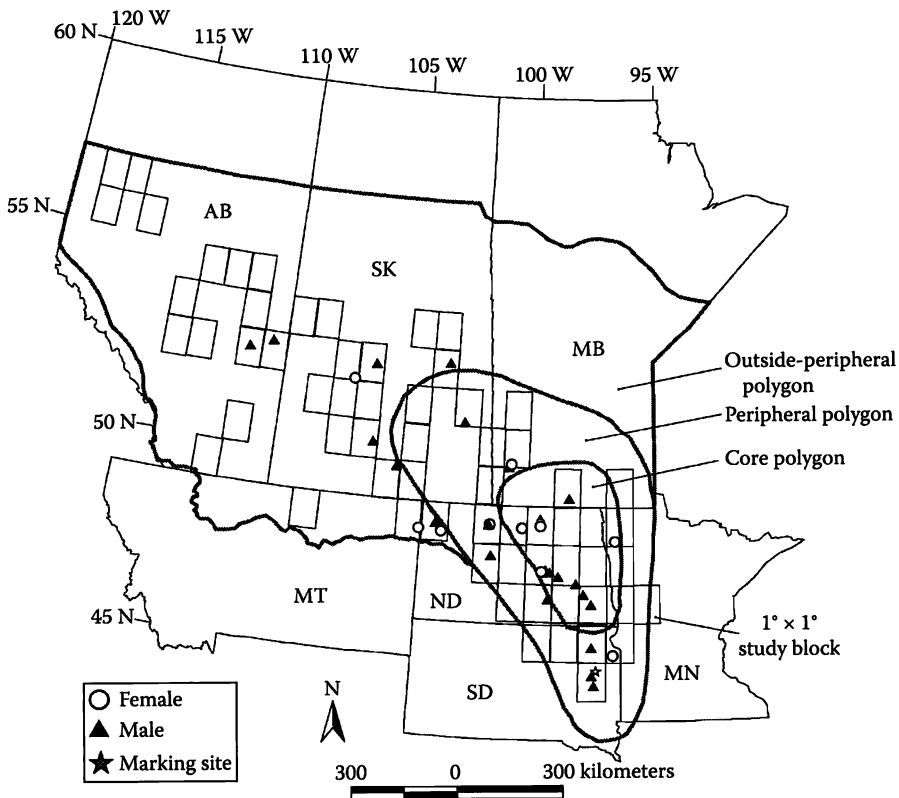 120 W
60 N
115 W
110 W
105 W
100 W
95 W
55 N
AB
SK
MB
Outside-peripheral
polygon
Peripheral polygon
50 N
Core polygon
MT
ND
45 N
1° × 1°
study block
SD
MN
Female
Male
Marking site
N
300 0 300 kilometers